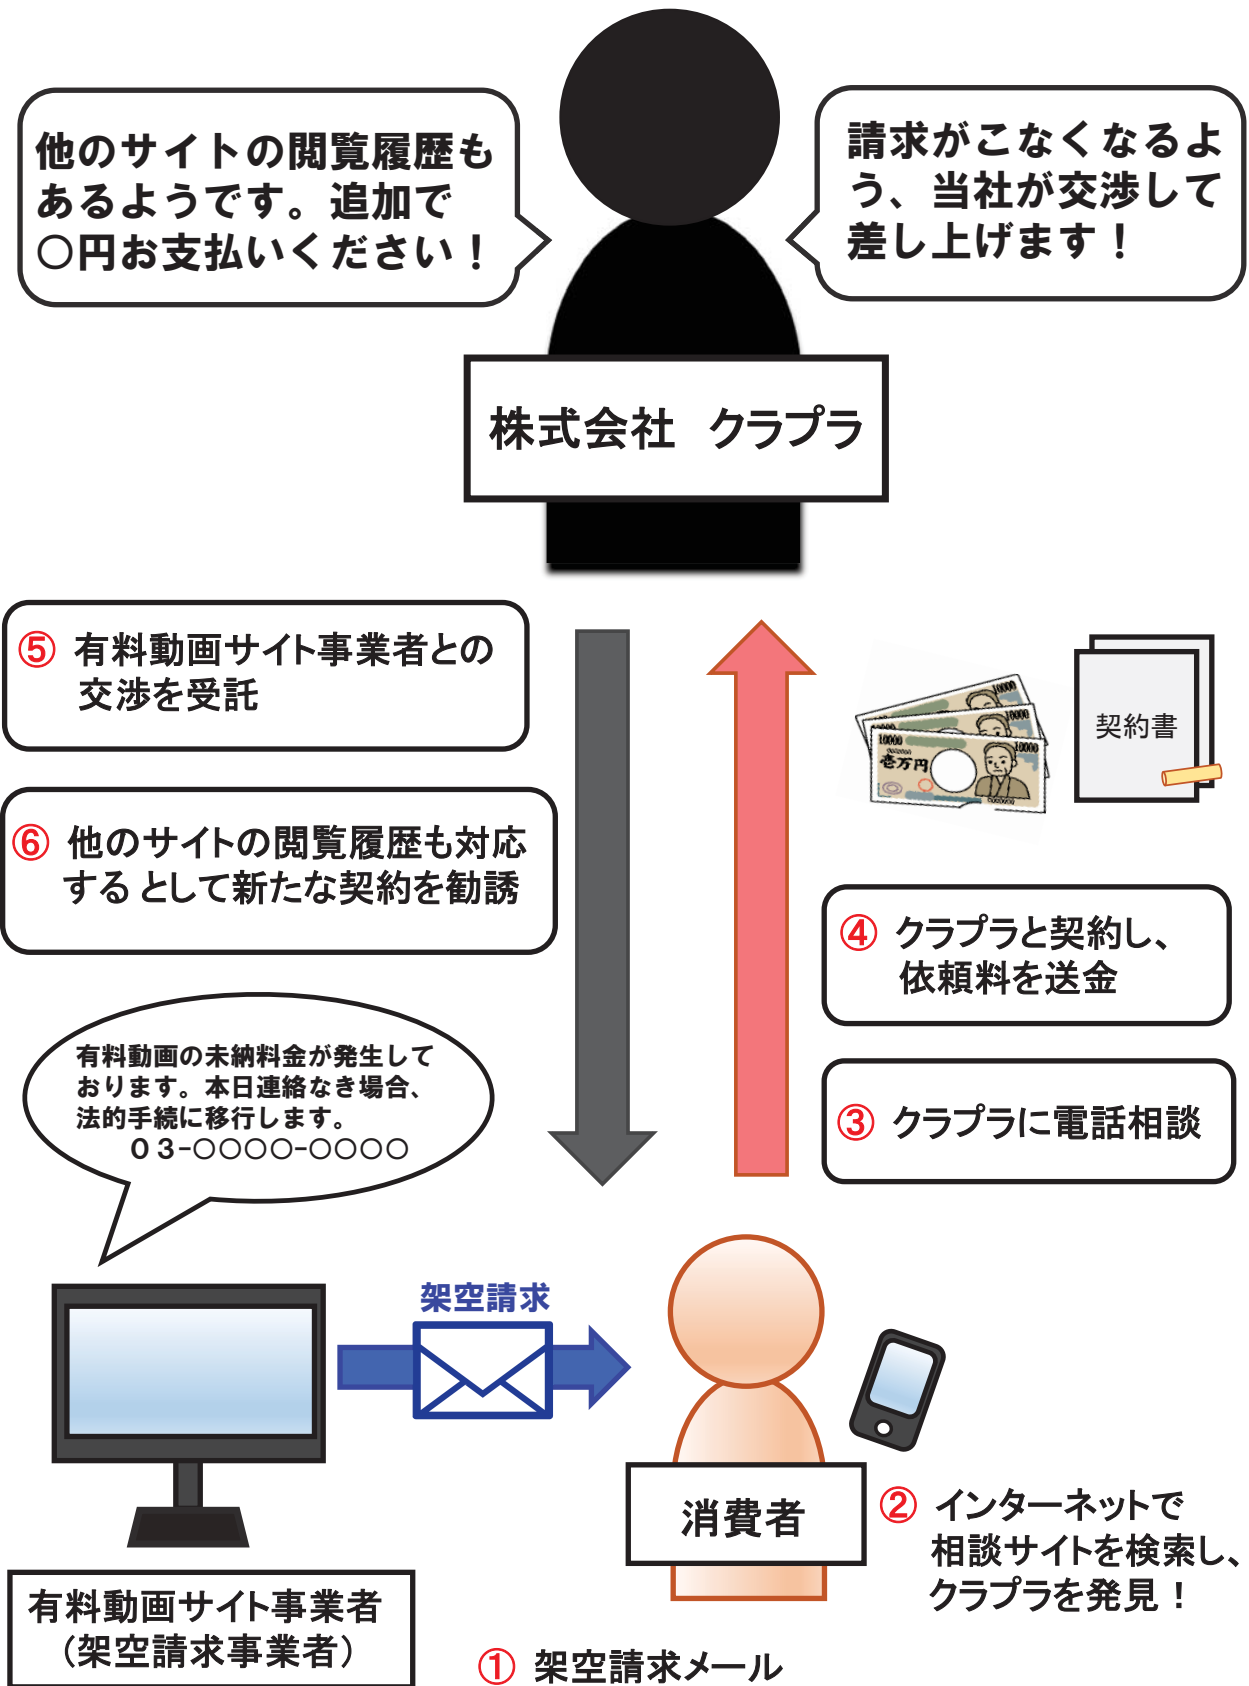 他のサイトの閲覧履歴も
あるようです。追加で
○円お支払いください！
請求がこなくなるよ
う、当社が交渉して
差し上げます！
株式会社　クラプラ
⑤ 有料動画サイト事業者との
交渉を受託
契約書
10000
10000
10000
10000
壱万円
⑥ 他のサイトの閲覧履歴も対応
する として新たな契約を勧誘
④ クラプラと契約し、
依頼料を送金
有料動画の未納料金が発生して
おります。本日連絡なき場合、
法的手続に移行します。
０３-○○○○-○○○○
③ クラプラに電話相談
架空請求
消費者
② インターネットで
相談サイトを検索し、
クラプラを発見！
有料動画サイト事業者
（架空請求事業者）
① 架空請求メール